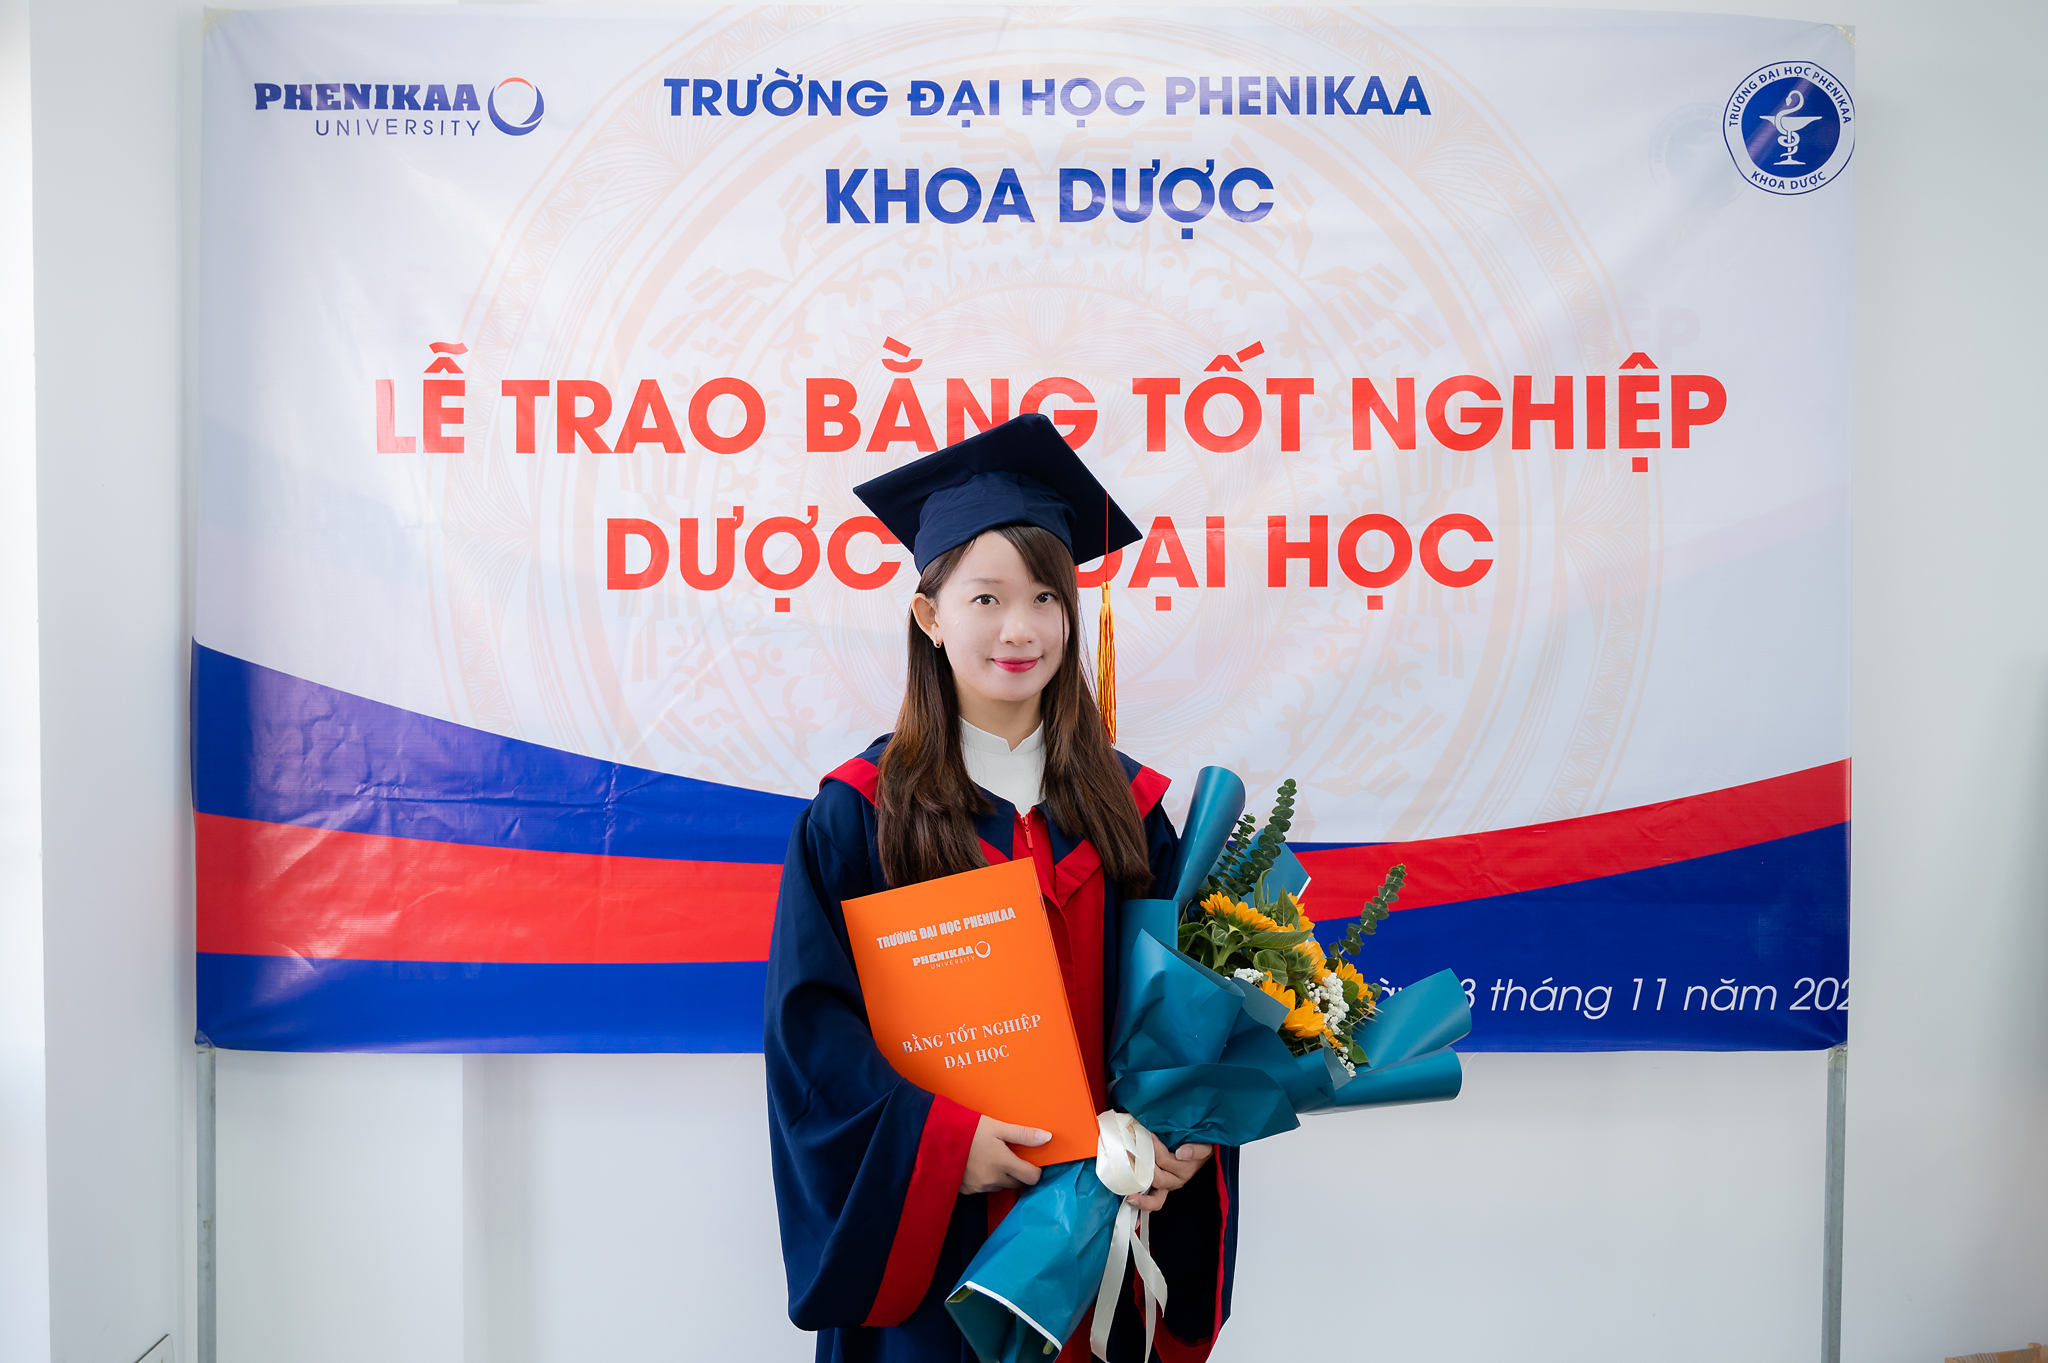 PHENIKAA
UNIVERSITY
TRƯỜNG ĐẠI HỌC PHENIKAA
KHOA DƯỢC
TRƯỜNG ĐẠI HỌC PHENIKAA
KHOA DƯỢC
LỄ TRAO BẰNG TỐT NGHIỆP
DƯỢC ĐẠI HỌC
tháng 11 năm
TRƯỜNG ĐẠI HỌC PHENIKAA
PHENIKAA
UNIVERSITY
BẰNG TỐT NGHIỆP
ĐẠI HỌC